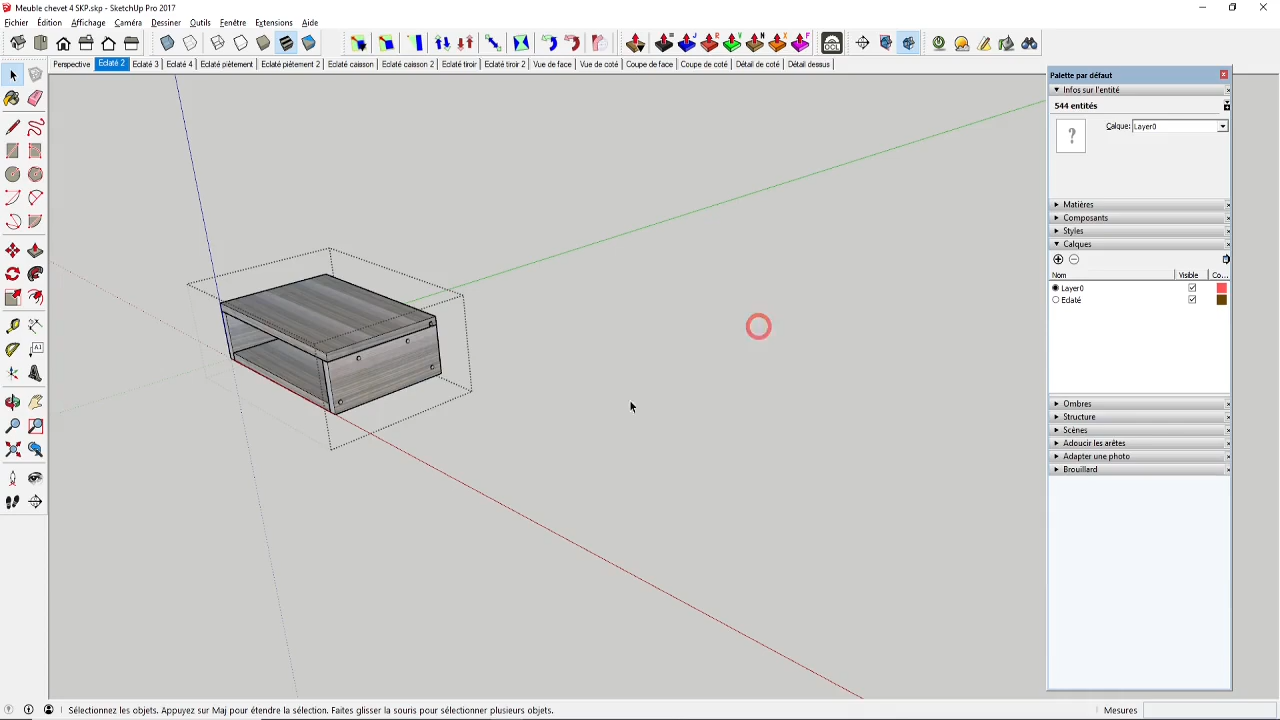 Meuble chevet 4 SKP.skp - SketchUp Pro 2017
Fichier Édition Affichage Caméra Dessiner Outils Fenêtre Extensions Aide
OCL
Perspective Eclaté 2 Eclaté 3 Eclaté 4 Eclaté piètement Eclaté piètement 2 Eclaté caisson Eclaté caisson 2 Eclaté tiroir Eclaté tiroir 2 Vue de face Vue de coté Coupe de face Coupe de coté Détail de coté Détail dessus
Palette par défaut
Infos sur l'entité
544 entités
Calque: Layer0
Matières
Composants
Styles
Calques
Nom Visible Co...
Layer0
Eclaté
Ombres
Structure
Scènes
Adoucir les arêtes
Adapter une photo
Brouillard
Sélectionnez les objets. Appuyez sur Maj pour étendre la sélection. Faites glisser la souris pour sélectionner plusieurs objets.
Mesures